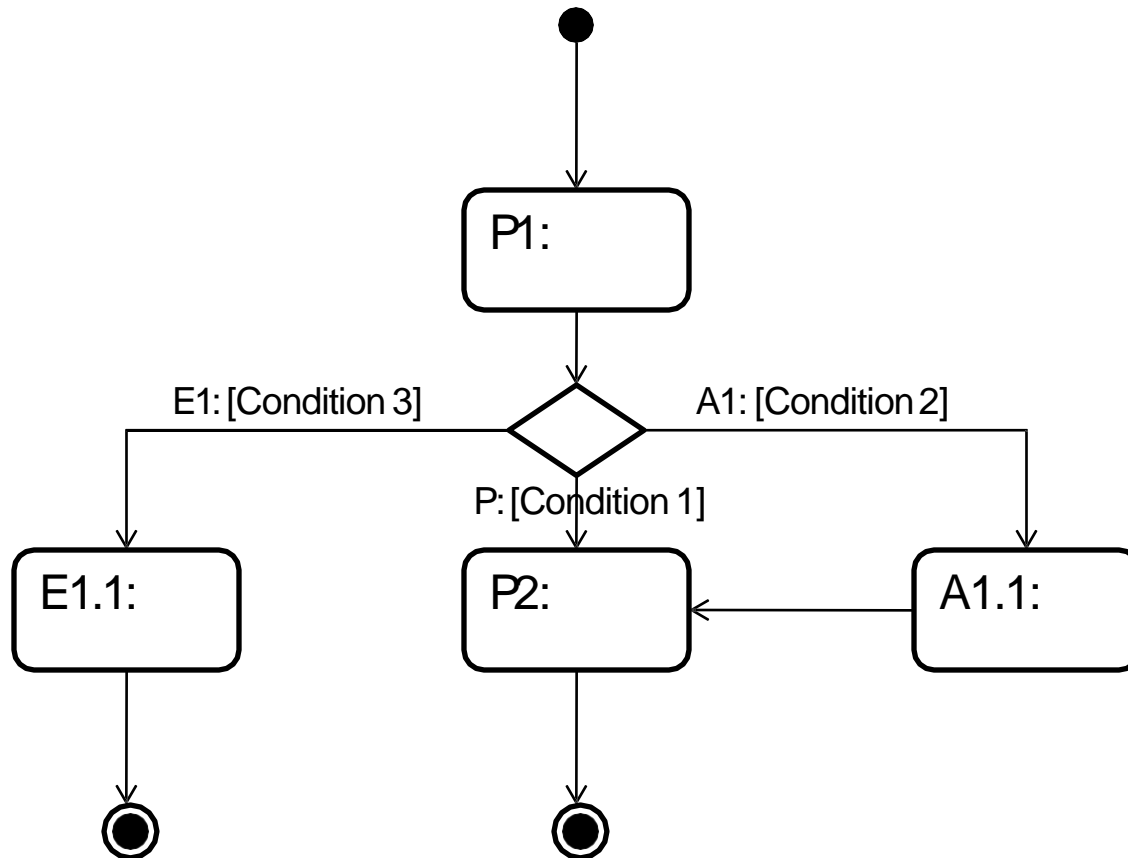 P1:
E1: [Condition 3]
A1: [Condition 2]
P: [Condition 1]
E1.1:
P2:
A1.1: